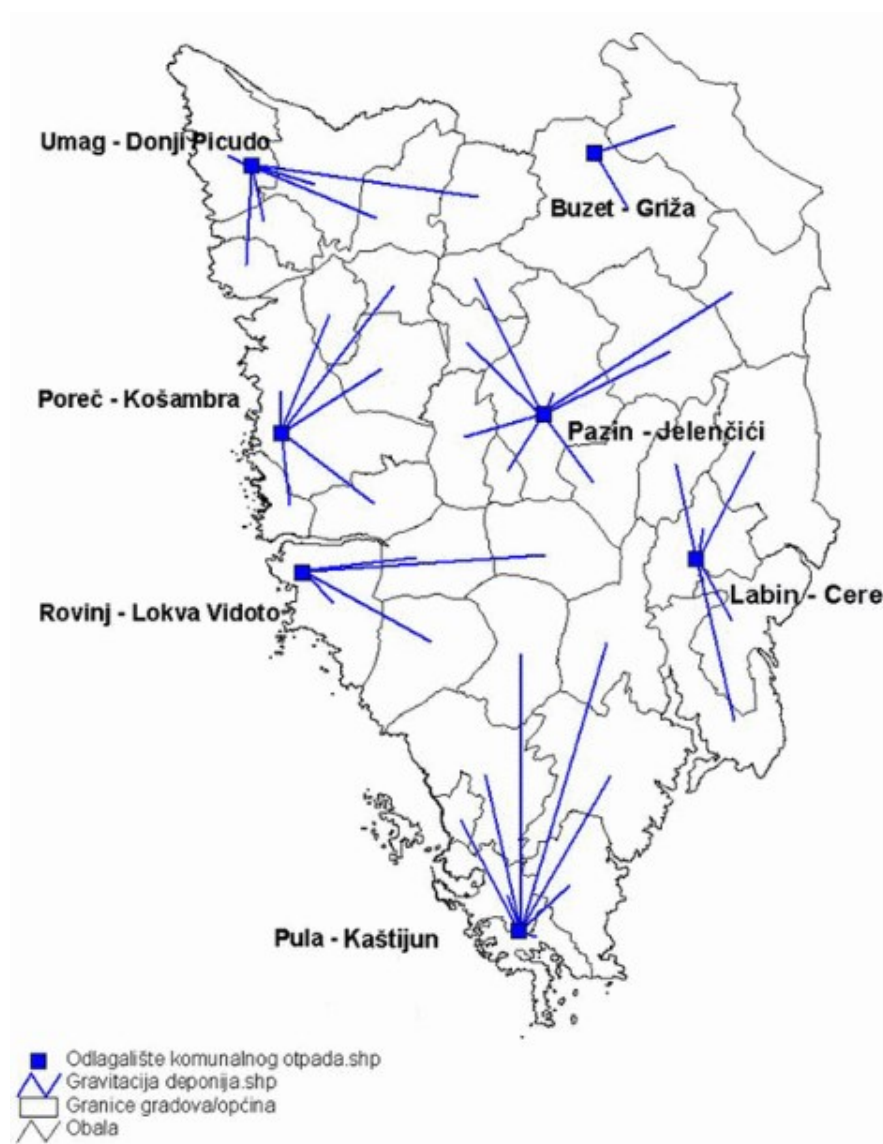 Umag - Donji Picudo
Buzet - Griža
Poreč - Košambra
Pazin - Jelenčići
Rovinj - Lokva Vidoto
Labin - Cere
Pula - Kaštijun
Odlagalište komunalnog otpada.shp
Gravitacija deponija.shp
Granice gradova/općina
Obala